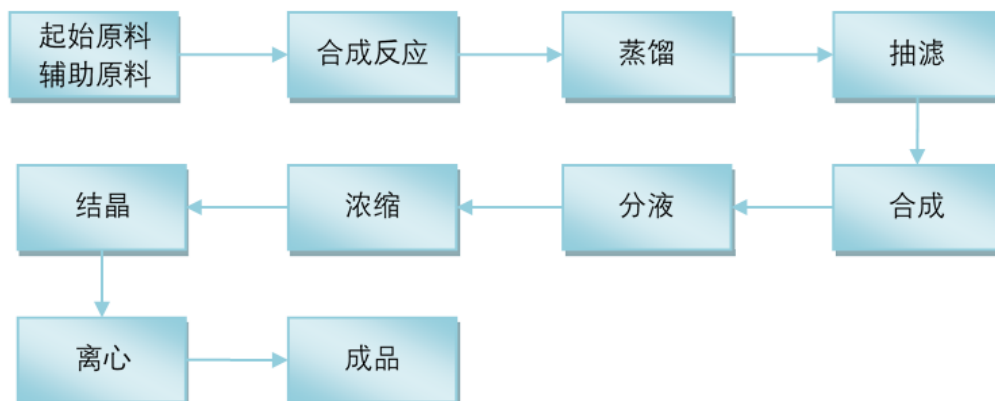 起始原料
辅助原料
合成反应
蒸馏
抽滤
合成
分液
浓缩
结晶
离心
成品